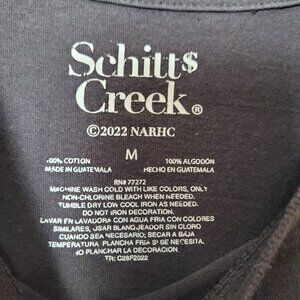 Schitt$
Creek®
©2022 NARHC
M
100% COTTON 100% ALGODÓN
MADE IN GUATEMALA HECHO EN GUATEMALA
RN# 77272
MACHINE WASH COLD WITH LIKE COLORS, ONLY
NON-CHLORINE BLEACH WHEN NEEDED.
TUMBLE DRY LOW COOL IRON AS NEEDED.
DO NOT IRON DECORATION.
LAVAR EN LAVADORA CON AGUA FRIA CON COLORES
SIMILARES, USAR BLANQUEADOR SIN CLORO
CUANDO SEA NECESARIO; SECAR A BAJA
TEMPERATURA. PLANCHA FRIA SI SE NECESITA.
NO PLANCHAR LA DECORACION.
TR: C28F2022